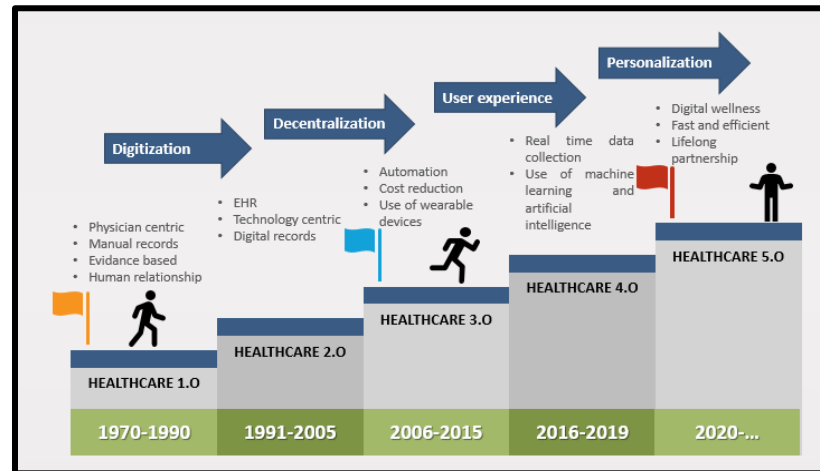 Personalization
User experience
Decentralization
Digitization
• Digital wellness
• Fast and efficient
• Lifelong
partnership
• Real time data
collection
• Use of machine
learning and
artificial
intelligence
• Automation
• Cost reduction
• Use of wearable
devices
• EHR
• Technology centric
• Digital records
• Physician centric
• Manual records
• Evidence based
• Human relationship
HEALTHCARE 1.O
HEALTHCARE 2.O
HEALTHCARE 3.O
HEALTHCARE 4.O
HEALTHCARE 5.O
1970-1990
1991-2005
2006-2015
2016-2019
2020-...